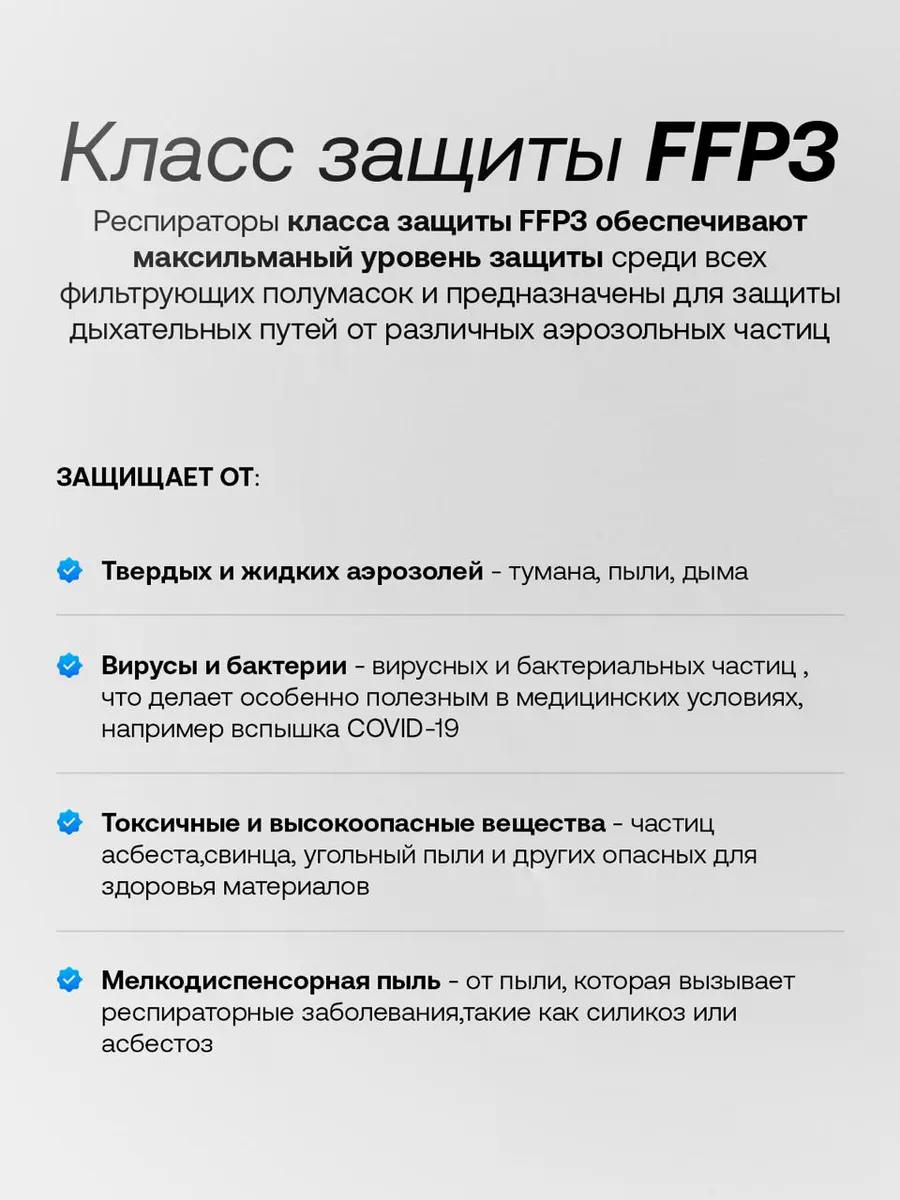 Класс защиты FFP3
Респираторы класса защиты FFP3 обеспечивают
максильманый уровень защиты среди всех
фильтрующих полумасок и предназначены для защиты
дыхательных путей от различных аэрозольных частиц
ЗАЩИЩАЕТ ОТ:
Твердых и жидких аэрозолей - тумана, пыли, дыма
Вирусы и бактерии - вирусных и бактериальных частиц ,
что делает особенно полезным в медицинских условиях,
например вспышка COVID-19
Токсичные и высокоопасные вещества - частиц
асбеста,свинца, угольный пыли и других опасных для
здоровья материалов
Мелкодиспенсорная пыль - от пыли, которая вызывает
респираторные заболевания,такие как силикоз или
асбестоз